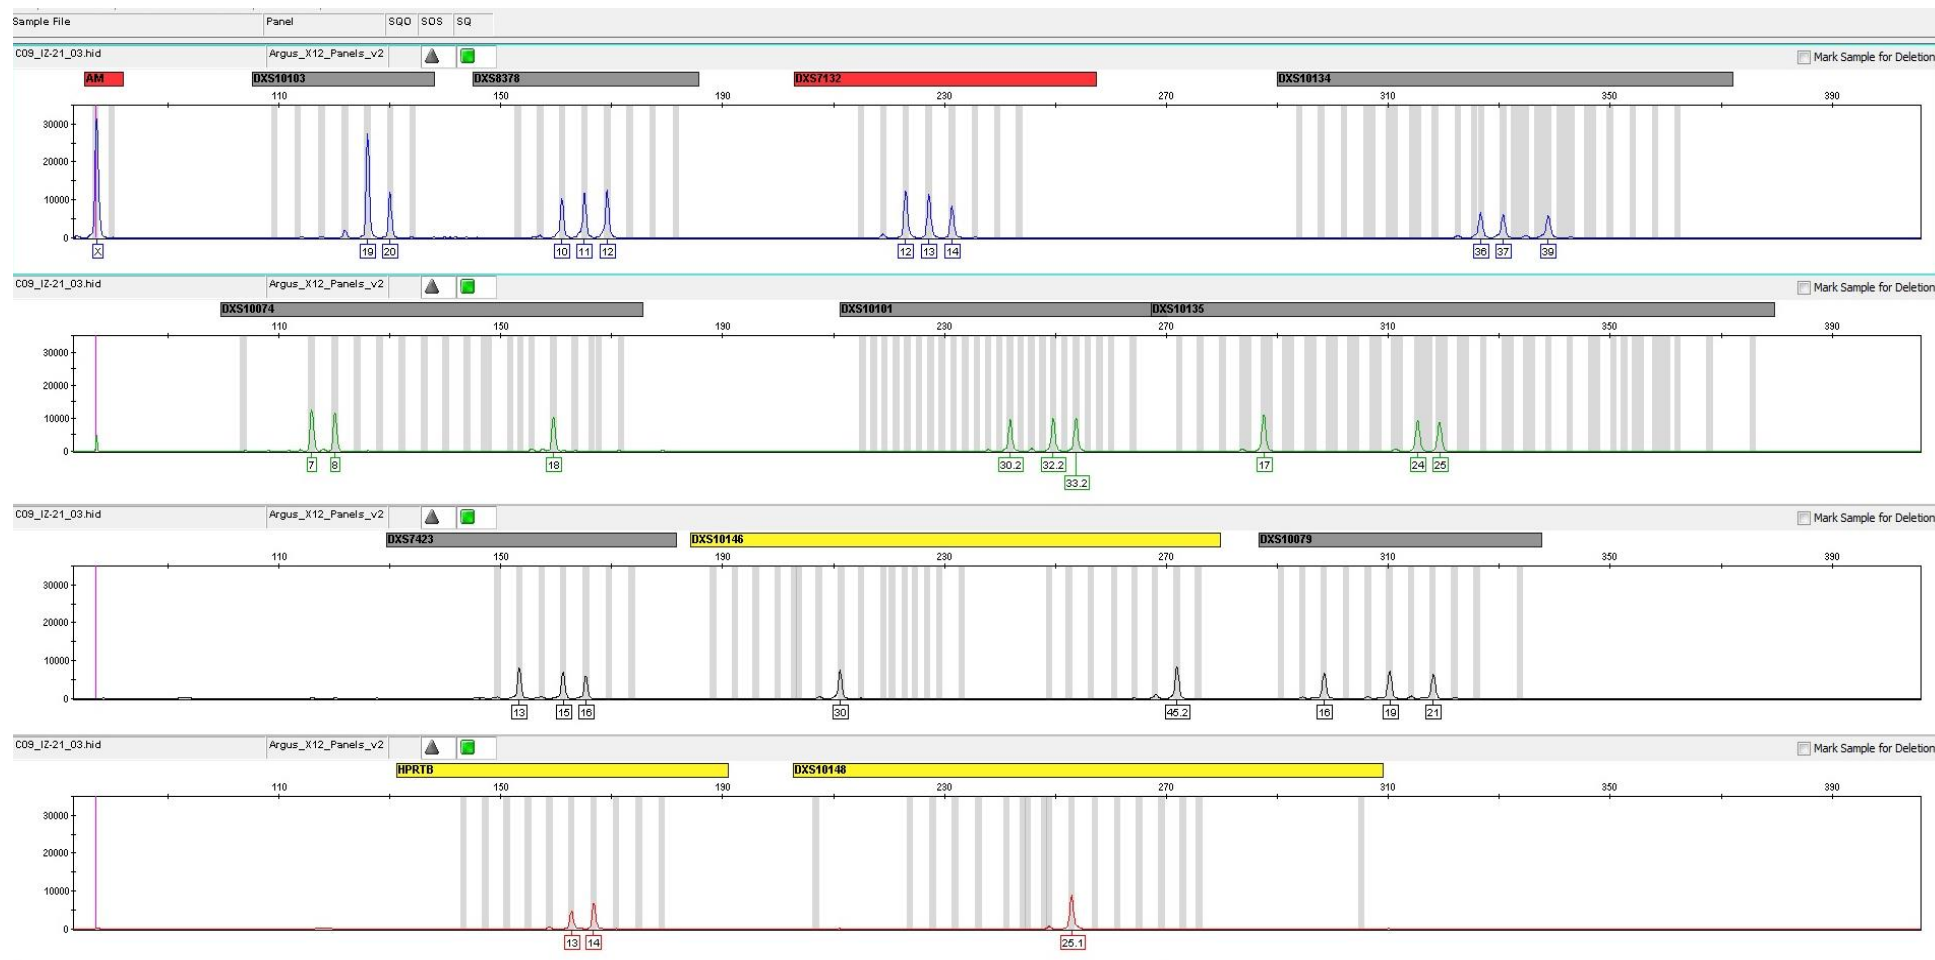 Sample File Panel SQO SOS SQ
C09_IZ-21_03.hid Argus_X12_Panels_v2 Mark Sample for Deletion
AM DXS10103 DXS8378 DXS7132 DXS10134
110 150 190 230 270 310 350 390
30000
20000
10000
0
X 19 20 10 11 12 12 13 14 36 37 39
C09_IZ-21_03.hid Argus_X12_Panels_v2 Mark Sample for Deletion
DXS10074 DXS10101 DXS10135
110 150 190 230 270 310 350 390
30000
20000
10000
0
7 8 18 30.2 32.2 17 24 25
33.2
C09_IZ-21_03.hid Argus_X12_Panels_v2 Mark Sample for Deletion
DXS7423 DXS10146 DXS10079
110 150 190 230 270 310 350 390
30000
20000
10000
0
13 15 16 30 45.2 16 19 21
C09_IZ-21_03.hid Argus_X12_Panels_v2 Mark Sample for Deletion
HPRTB DXS10148
110 150 190 230 270 310 350 390
30000
20000
10000
0
13 14 25.1